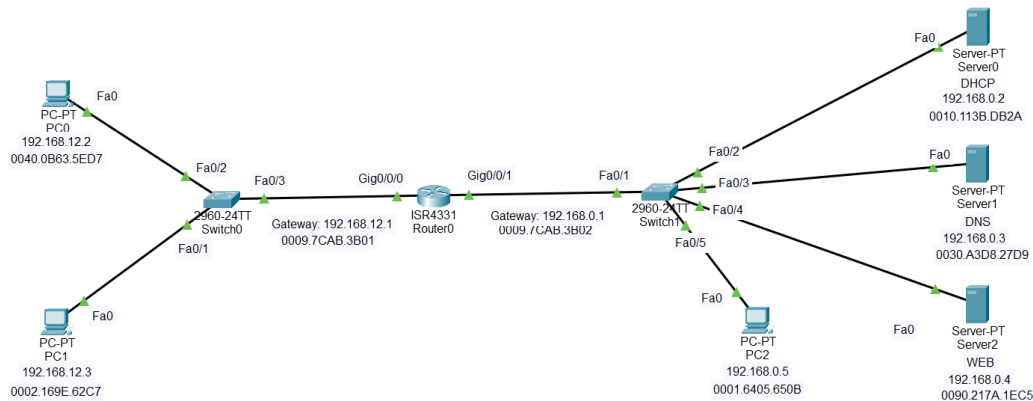 Fa0
PC-PT
PC0
192.168.12.2
0040.0B63.5ED7
Fa0/2
Fa0/3
2960-24TT
Switch0
Fa0/1
Fa0
PC-PT
PC1
192.168.12.3
0002.169E.62C7
Gig0/0/0
Gateway: 192.168.12.1
0009.7CAB.3B01
ISR4331
Router0
Gig0/0/1
Gateway: 192.168.0.1
0009.7CAB.3B02
Fa0/1
2960-24TT
Switch1
Fa0/2
Fa0/3
Fa0/4
Fa0/5
Fa0
PC-PT
PC2
192.168.0.5
0001.6405.650B
Fa0
Server-PT
Server0
DHCP
192.168.0.2
0010.113B.DB2A
Fa0
Server-PT
Server1
DNS
192.168.0.3
0030.A3D8.27D9
Fa0
Server-PT
Server2
WEB
192.168.0.4
0090.217A.1EC5